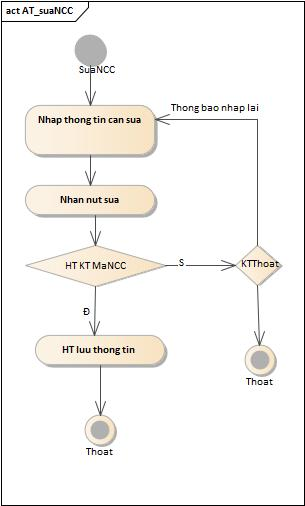 act AT_suaNCC
SuaNCC
Thong bao nhap lai
Nhap thong tin can sua
Nhan nut sua
HT KT MaNCC
S
KTThoat
Đ
HT luu thong tin
Thoat
Thoat